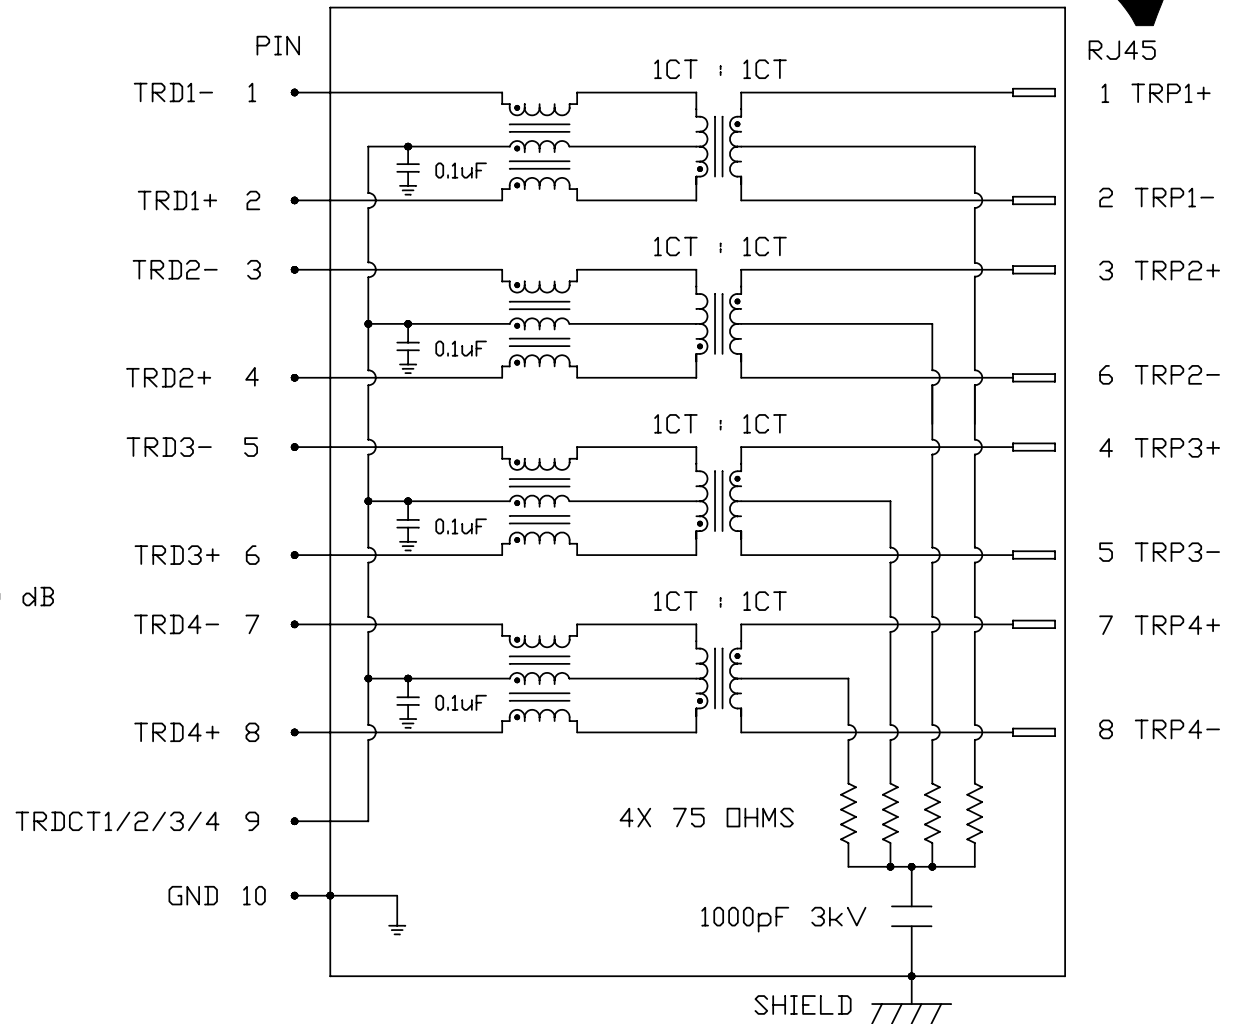 PIN
RJ45
1CT : 1CT
TRD1- 1
1 TRP1+
0.1uF
TRD1+ 2
2 TRP1-
1CT : 1CT
TRD2- 3
3 TRP2+
0.1uF
TRD2+ 4
6 TRP2-
1CT : 1CT
TRD3- 5
4 TRP3+
0.1uF
TRD3+ 6
5 TRP3-
dB
1CT : 1CT
TRD4- 7
7 TRP4+
0.1uF
TRD4+ 8
8 TRP4-
TRDCT1/2/3/4 9
4X 75 OHMS
GND 10
1000pF 3kV
SHIELD